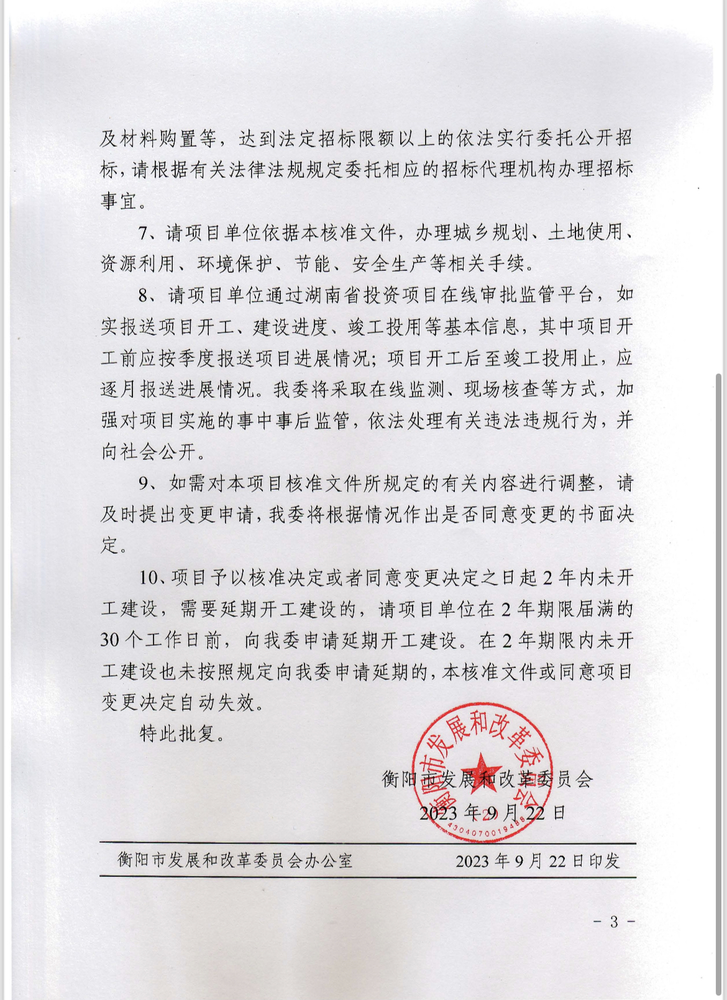 及材料购置等，达到法定招标限额以上的依法实行委托公开招
标，请根据有关法律法规规定委托相应的招标代理机构办理招标
事宜。
7、请项目单位依据本核准文件，办理城乡规划、土地使用、
资源利用、环境保护、节能、安全生产等相关手续。
8、请项目单位通过湖南省投资项目在线审批监管平台，如
实报送项目开工、建设进度、竣工投用等基本信息，其中项目开
工前应按季度报送项目进展情况；项目开工后至竣工投用止，应
逐月报送进展情况。我委将采取在线监测、现场核查等方式，加
强对项目实施的事中事后监管，依法处理有关违法违规行为，并
向社会公开。
9、如需对本项目核准文件所规定的有关内容进行调整，请
及时提出变更申请，我委将根据情况作出是否同意变更的书面决
定。
10、项目予以核准决定或者同意变更决定之日起 2 年内未开
工建设，需要延期开工建设的，请项目单位在 2 年期限届满的
30 个工作日前，向我委申请延期开工建设。在 2 年期限内未开
工建设也未按照规定向我委申请延期的，本核准文件或同意项目
变更决定自动失效。
特此批复。
衡阳市发展和改革委员会
衡阳市发展和改革委员会
2023 年 9 月 22 日
(2)
4304070019488
衡阳市发展和改革委员会办公室 2023 年 9 月 22 日印发
- 3 -